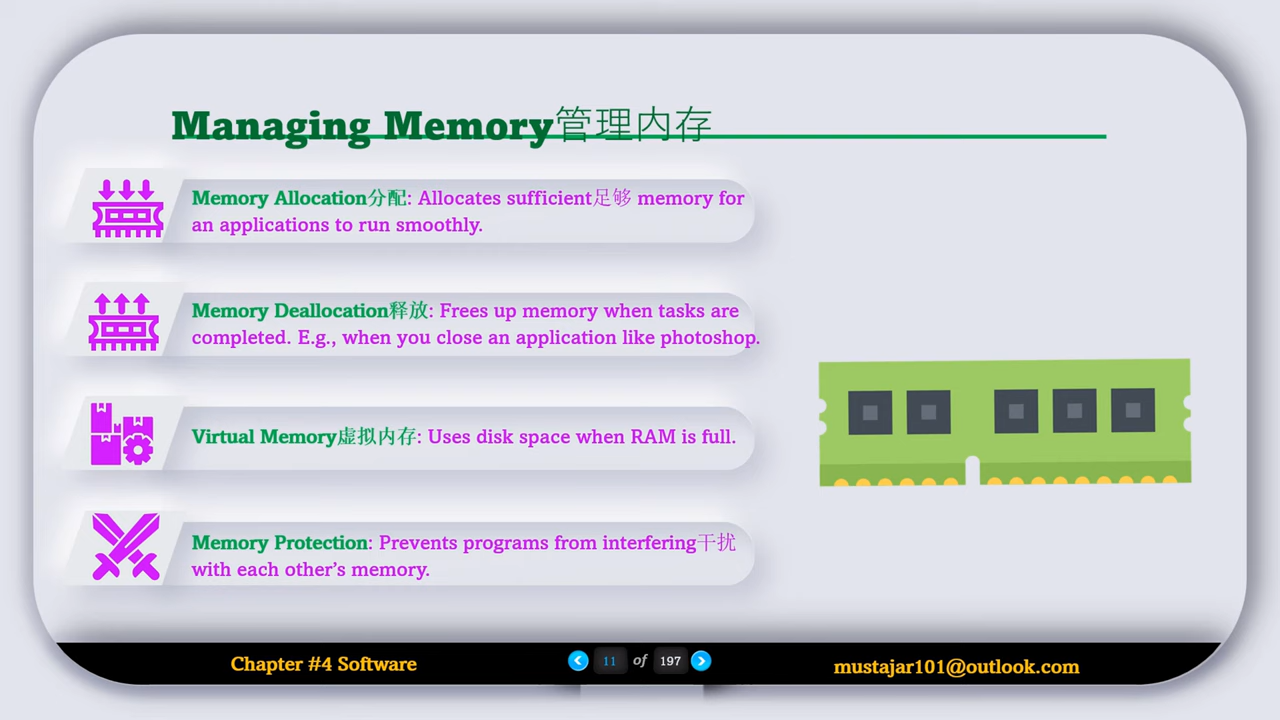 Managing Memory管理内存
Memory Allocation分配: Allocates sufficient足够 memory for
an applications to run smoothly.
Memory Deallocation释放: Frees up memory when tasks are
completed. E.g., when you close an application like photoshop.
Virtual Memory虚拟内存: Uses disk space when RAM is full.
Memory Protection: Prevents programs from interfering干扰
with each other’s memory.
Chapter #4 Software
11 of 197
mustajar101@outlook.com